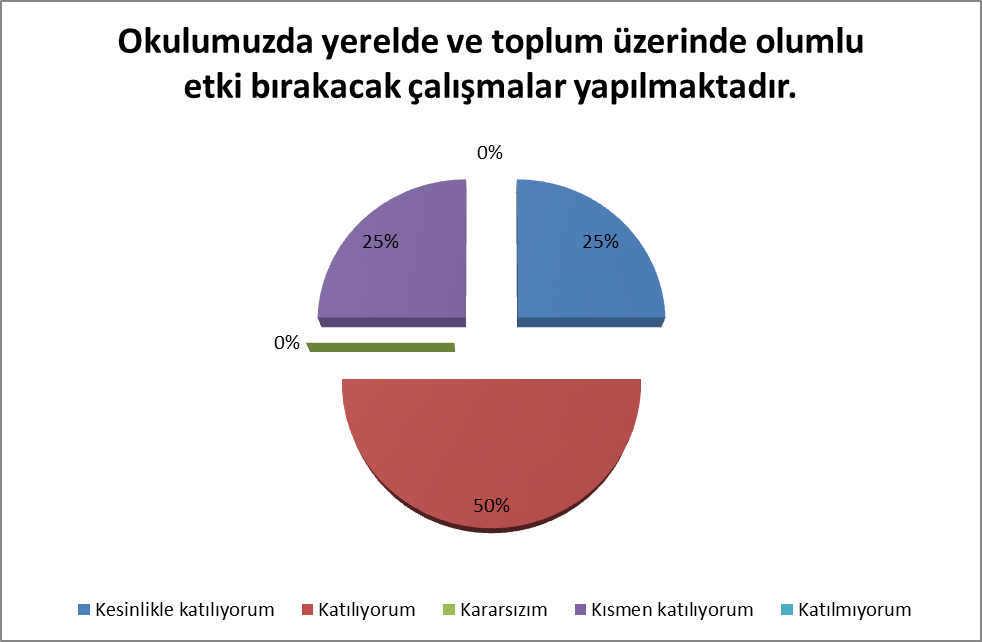 Okulumuzda yerelde ve toplum üzerinde olumlu
etki bırakacak çalışmalar yapılmaktadır.
0%
25%
25%
0%
50%
Kesinlikle katılıyorum
Katılıyorum
Kararsızım
Kısmen katılıyorum
Katılmıyorum